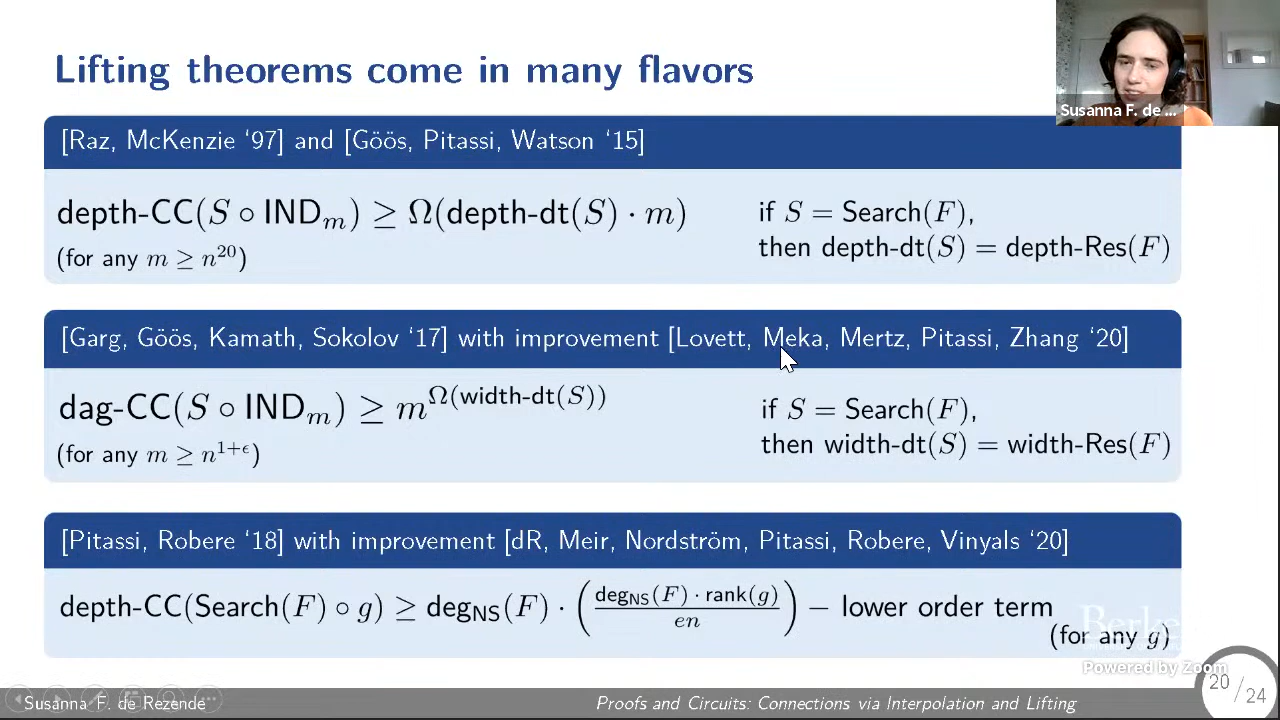 Lifting theorems come in many flavors
Susanna F. de ...
[Raz, McKenzie ‘97] and [Göös, Pitassi, Watson ‘15]
depth-CC(S ∘ IND_m) ≥ Ω(depth-dt(S) · m)
(for any m ≥ n^20)
if S = Search(F),
then depth-dt(S) = depth-Res(F)
[Garg, Göös, Kamath, Sokolov ‘17] with improvement [Lovett, Meka, Mertz, Pitassi, Zhang ‘20]
dag-CC(S ∘ IND_m) ≥ m^Ω(width-dt(S))
(for any m ≥ n^{1+ϵ})
if S = Search(F),
then width-dt(S) = width-Res(F)
[Pitassi, Robere ‘18] with improvement [dR, Meir, Nordström, Pitassi, Robere, Vinyals ‘20]
depth-CC(Search(F) ∘ g) ≥ deg_NS(F) · (deg_NS(F) · rank(g) / en) − lower order term
(for any g)
Powered by Zoom
Susanna F. de Rezende
Proofs and Circuits: Connections via Interpolation and Lifting
20/24